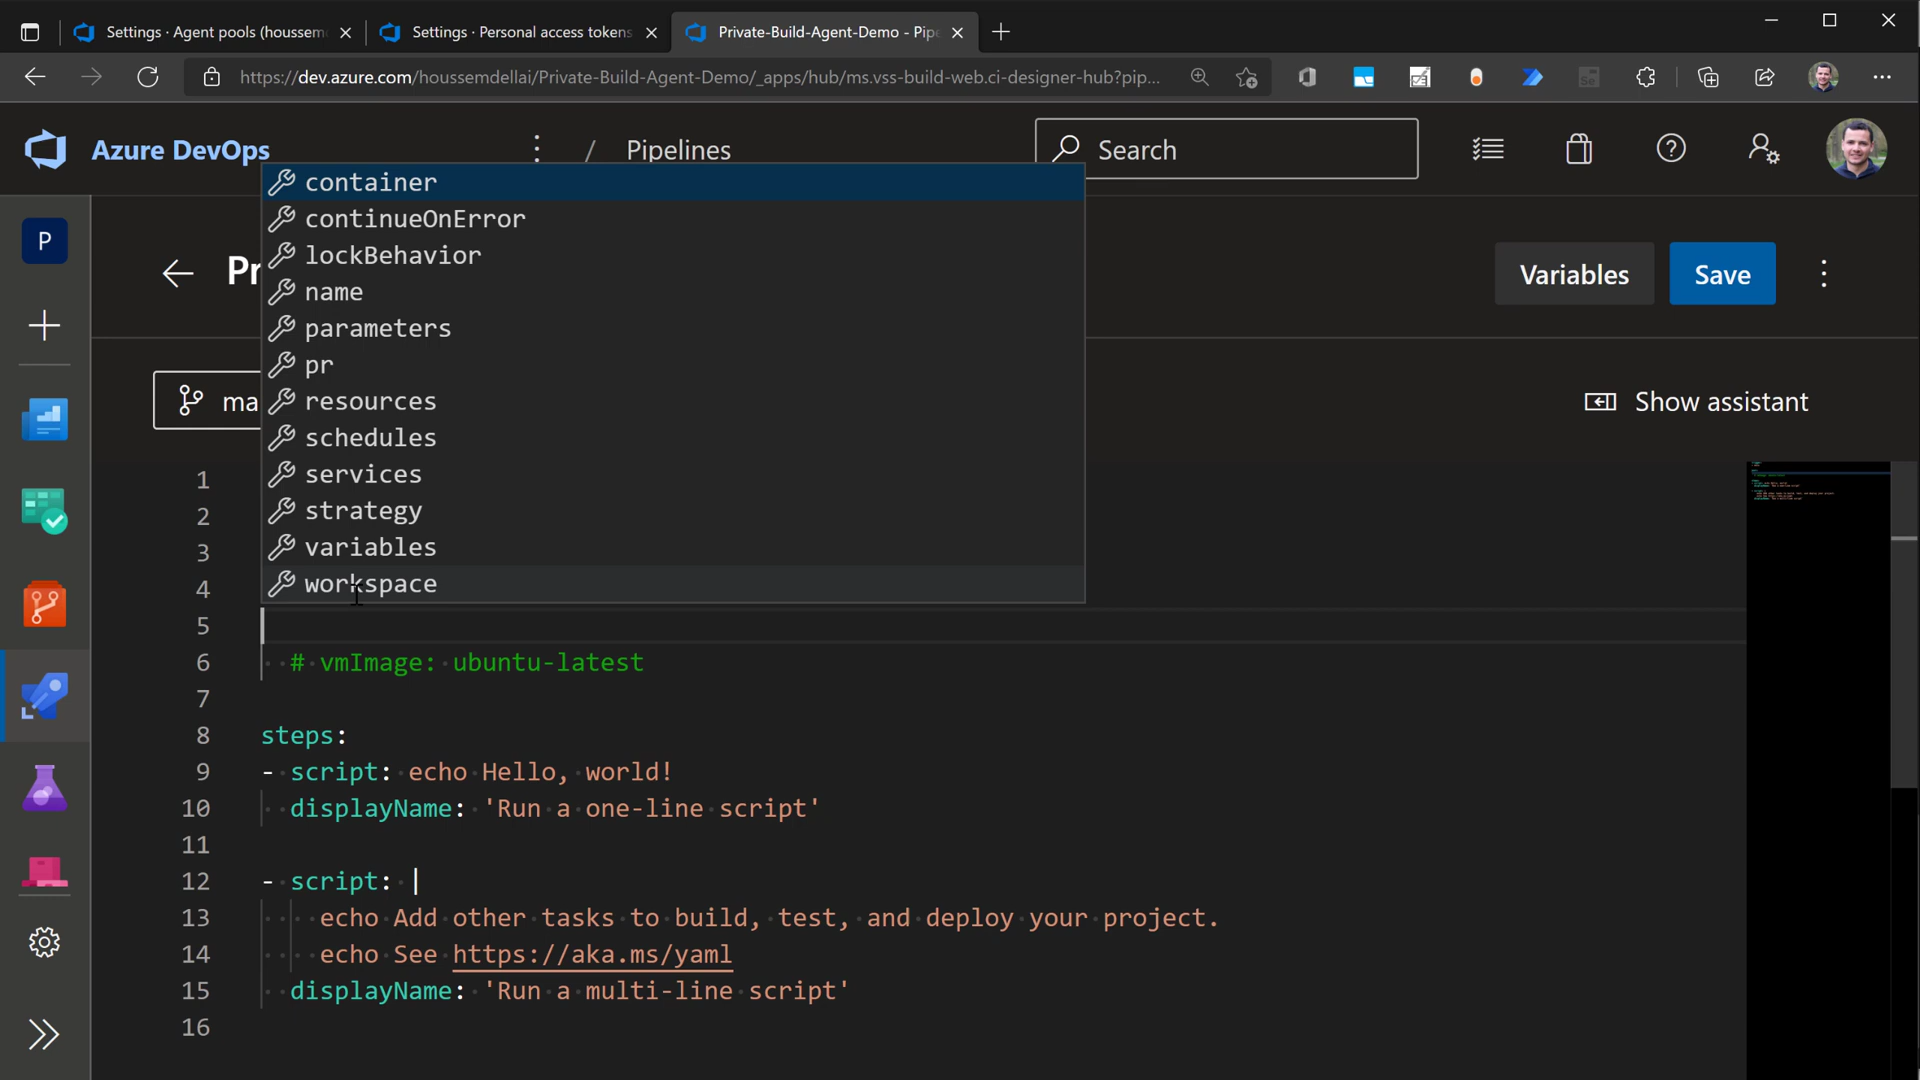 Settings · Agent pools (houssem
Settings · Personal access tokens
Private-Build-Agent-Demo - Pipe
https://dev.azure.com/houssemdellai/Private-Build-Agent-Demo/_apps/hub/ms.vss-build-web.ci-designer-hub?pip...
Azure DevOps
/ Pipelines
Search
P
Pr
Variables
Save
ma
Show assistant
container
continueOnError
lockBehavior
name
parameters
pr
resources
schedules
services
strategy
variables
workspace
1
2
3
4
5
6 # vmImage: ubuntu-latest
7
8 steps:
9 - script: echo Hello, world!
10 displayName: 'Run a one-line script'
11
12 - script: |
13 echo Add other tasks to build, test, and deploy your project.
14 echo See https://aka.ms/yaml
15 displayName: 'Run a multi-line script'
16